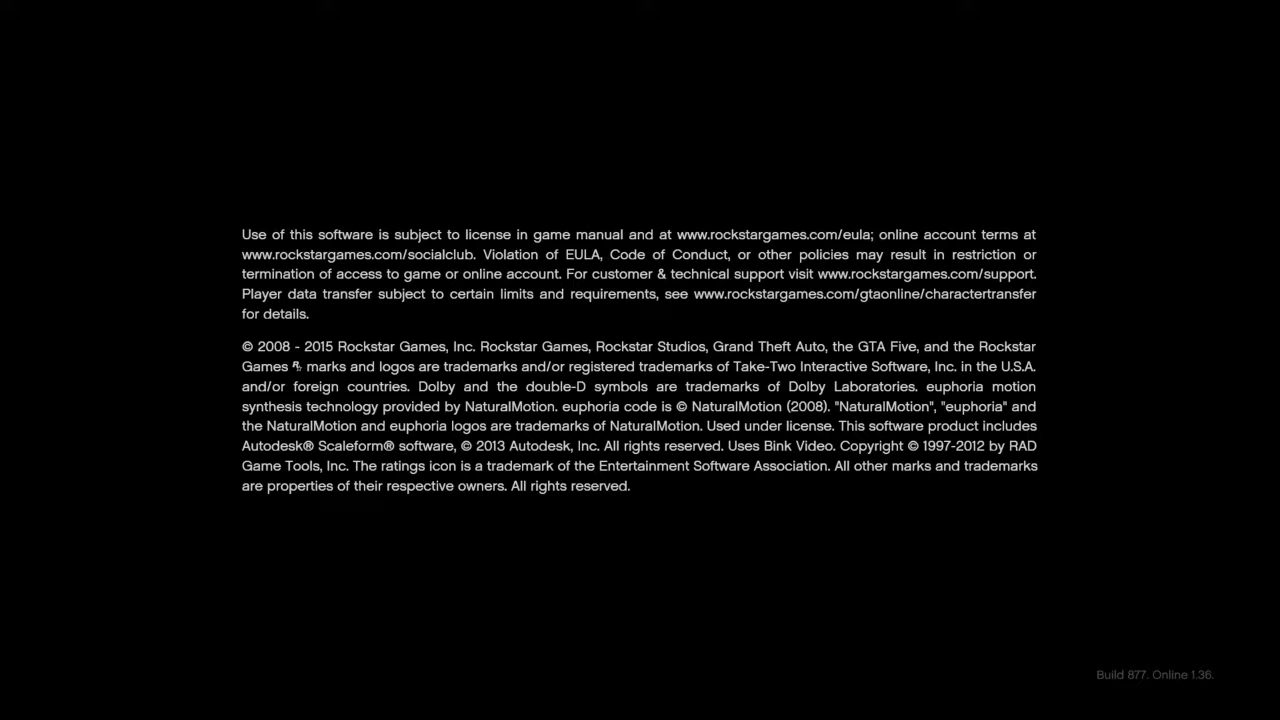 Use of this software is subject to license in game manual and at www.rockstargames.com/eula; online account terms at
www.rockstargames.com/socialclub. Violation of EULA, Code of Conduct, or other policies may result in restriction or
termination of access to game or online account. For customer & technical support visit www.rockstargames.com/support.
Player data transfer subject to certain limits and requirements, see www.rockstargames.com/gtaonline/charactertransfer
for details.
© 2008 - 2015 Rockstar Games, Inc. Rockstar Games, Rockstar Studios, Grand Theft Auto, the GTA Five, and the Rockstar
Games R* marks and logos are trademarks and/or registered trademarks of Take-Two Interactive Software, Inc. in the U.S.A.
and/or foreign countries. Dolby and the double-D symbols are trademarks of Dolby Laboratories. euphoria motion
synthesis technology provided by NaturalMotion. euphoria code is © NaturalMotion (2008). "NaturalMotion", "euphoria" and
the NaturalMotion and euphoria logos are trademarks of NaturalMotion. Used under license. This software product includes
Autodesk® Scaleform® software, © 2013 Autodesk, Inc. All rights reserved. Uses Bink Video. Copyright © 1997-2012 by RAD
Game Tools, Inc. The ratings icon is a trademark of the Entertainment Software Association. All other marks and trademarks
are properties of their respective owners. All rights reserved.
Build 877. Online 1.36.